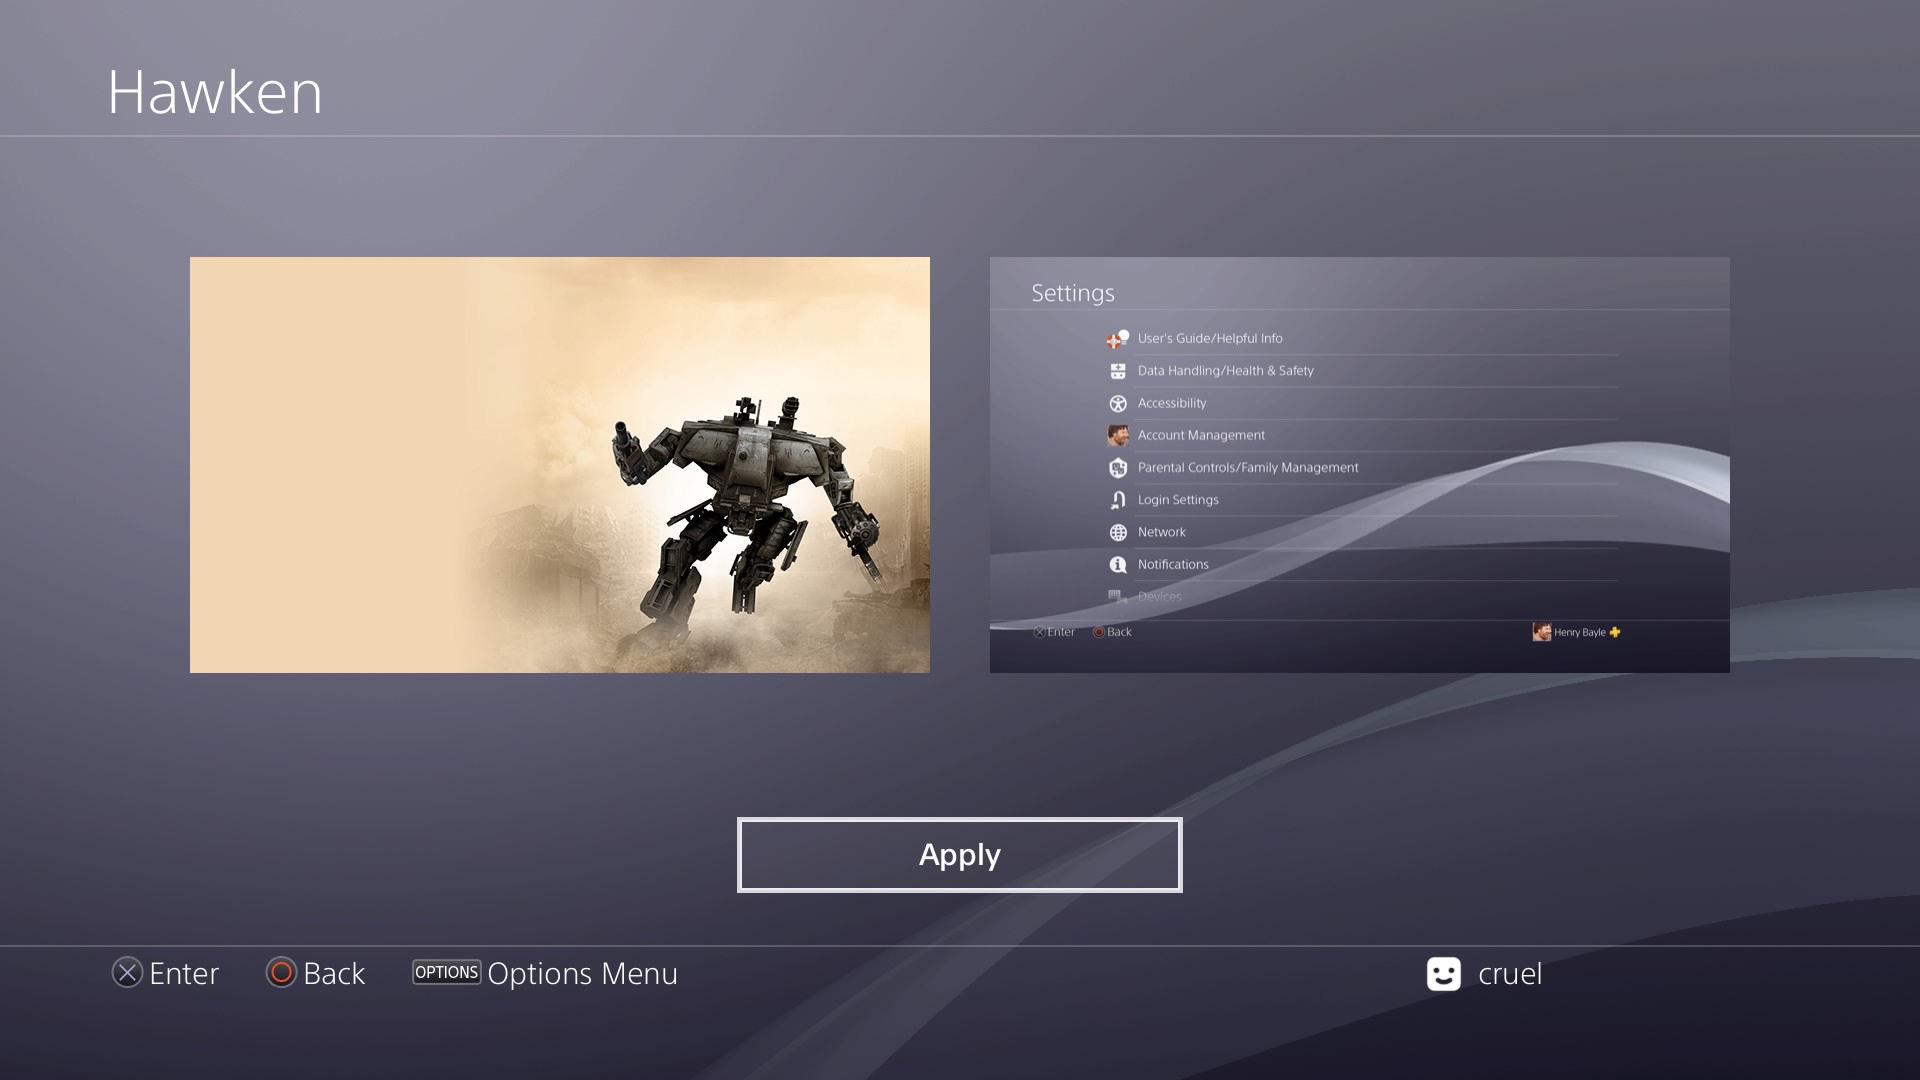 Hawken
Settings
User's Guide/Helpful Info
Data Handling/Health & Safety
Accessibility
Account Management
Parental Controls/Family Management
Login Settings
Network
Notifications
Devices
Enter
Back
Henry Bayle
Apply
Enter
Back
OPTIONS Options Menu
cruel